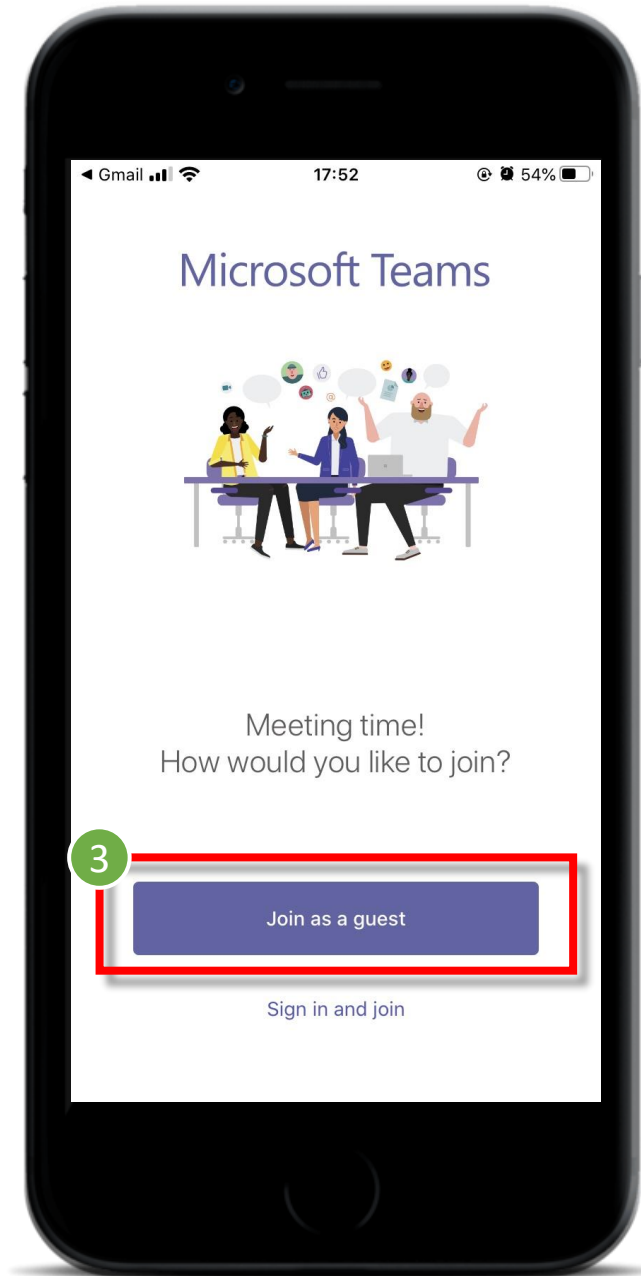 ◀ Gmail 17:52 54%
Microsoft Teams
@
Meeting time!
How would you like to join?
3
Join as a guest
Sign in and join